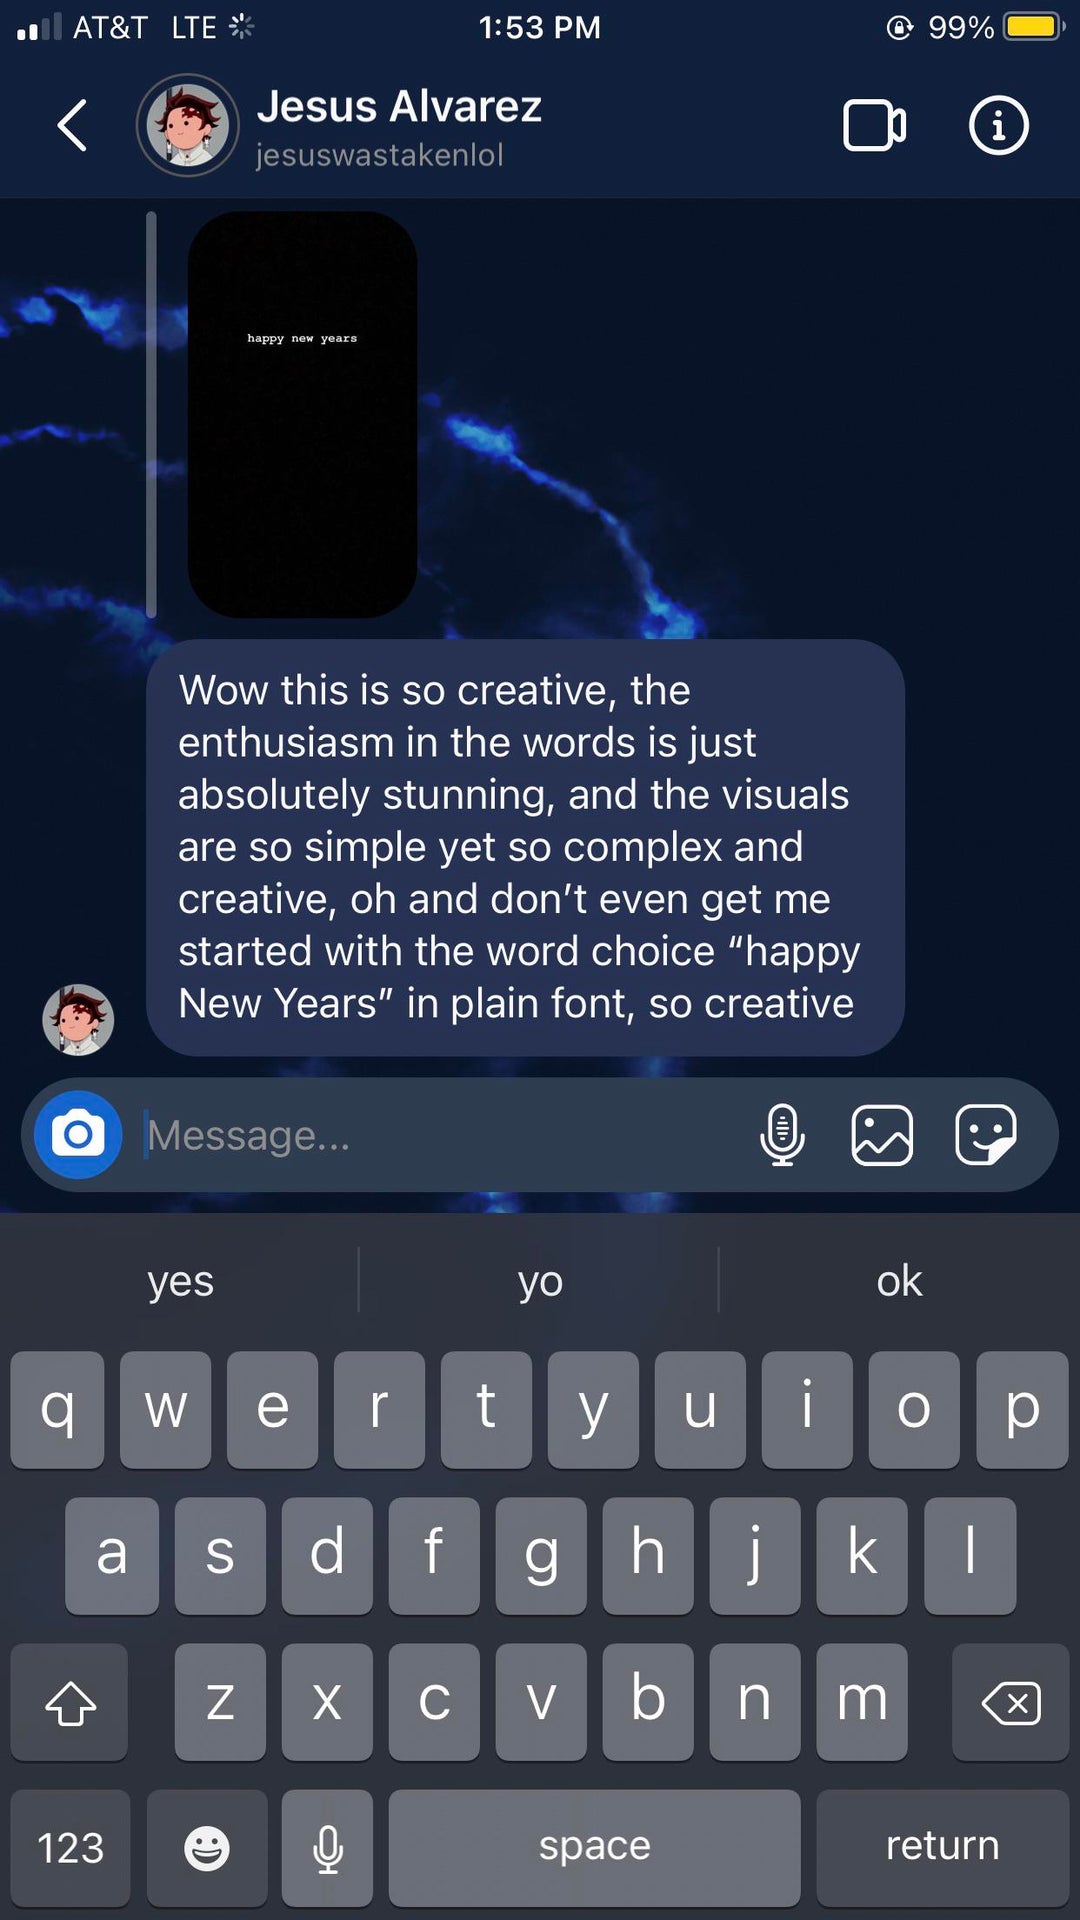 AT&T LTE 1:53 PM 99%
Jesus Alvarez
jesuswastakenlol
happy new years
Wow this is so creative, the
enthusiasm in the words is just
absolutely stunning, and the visuals
are so simple yet so complex and
creative, oh and don’t even get me
started with the word choice “happy
New Years” in plain font, so creative
Message...
yes yo ok
q w e r t y u i o p
a s d f g h j k l
z x c v b n m
123 space return